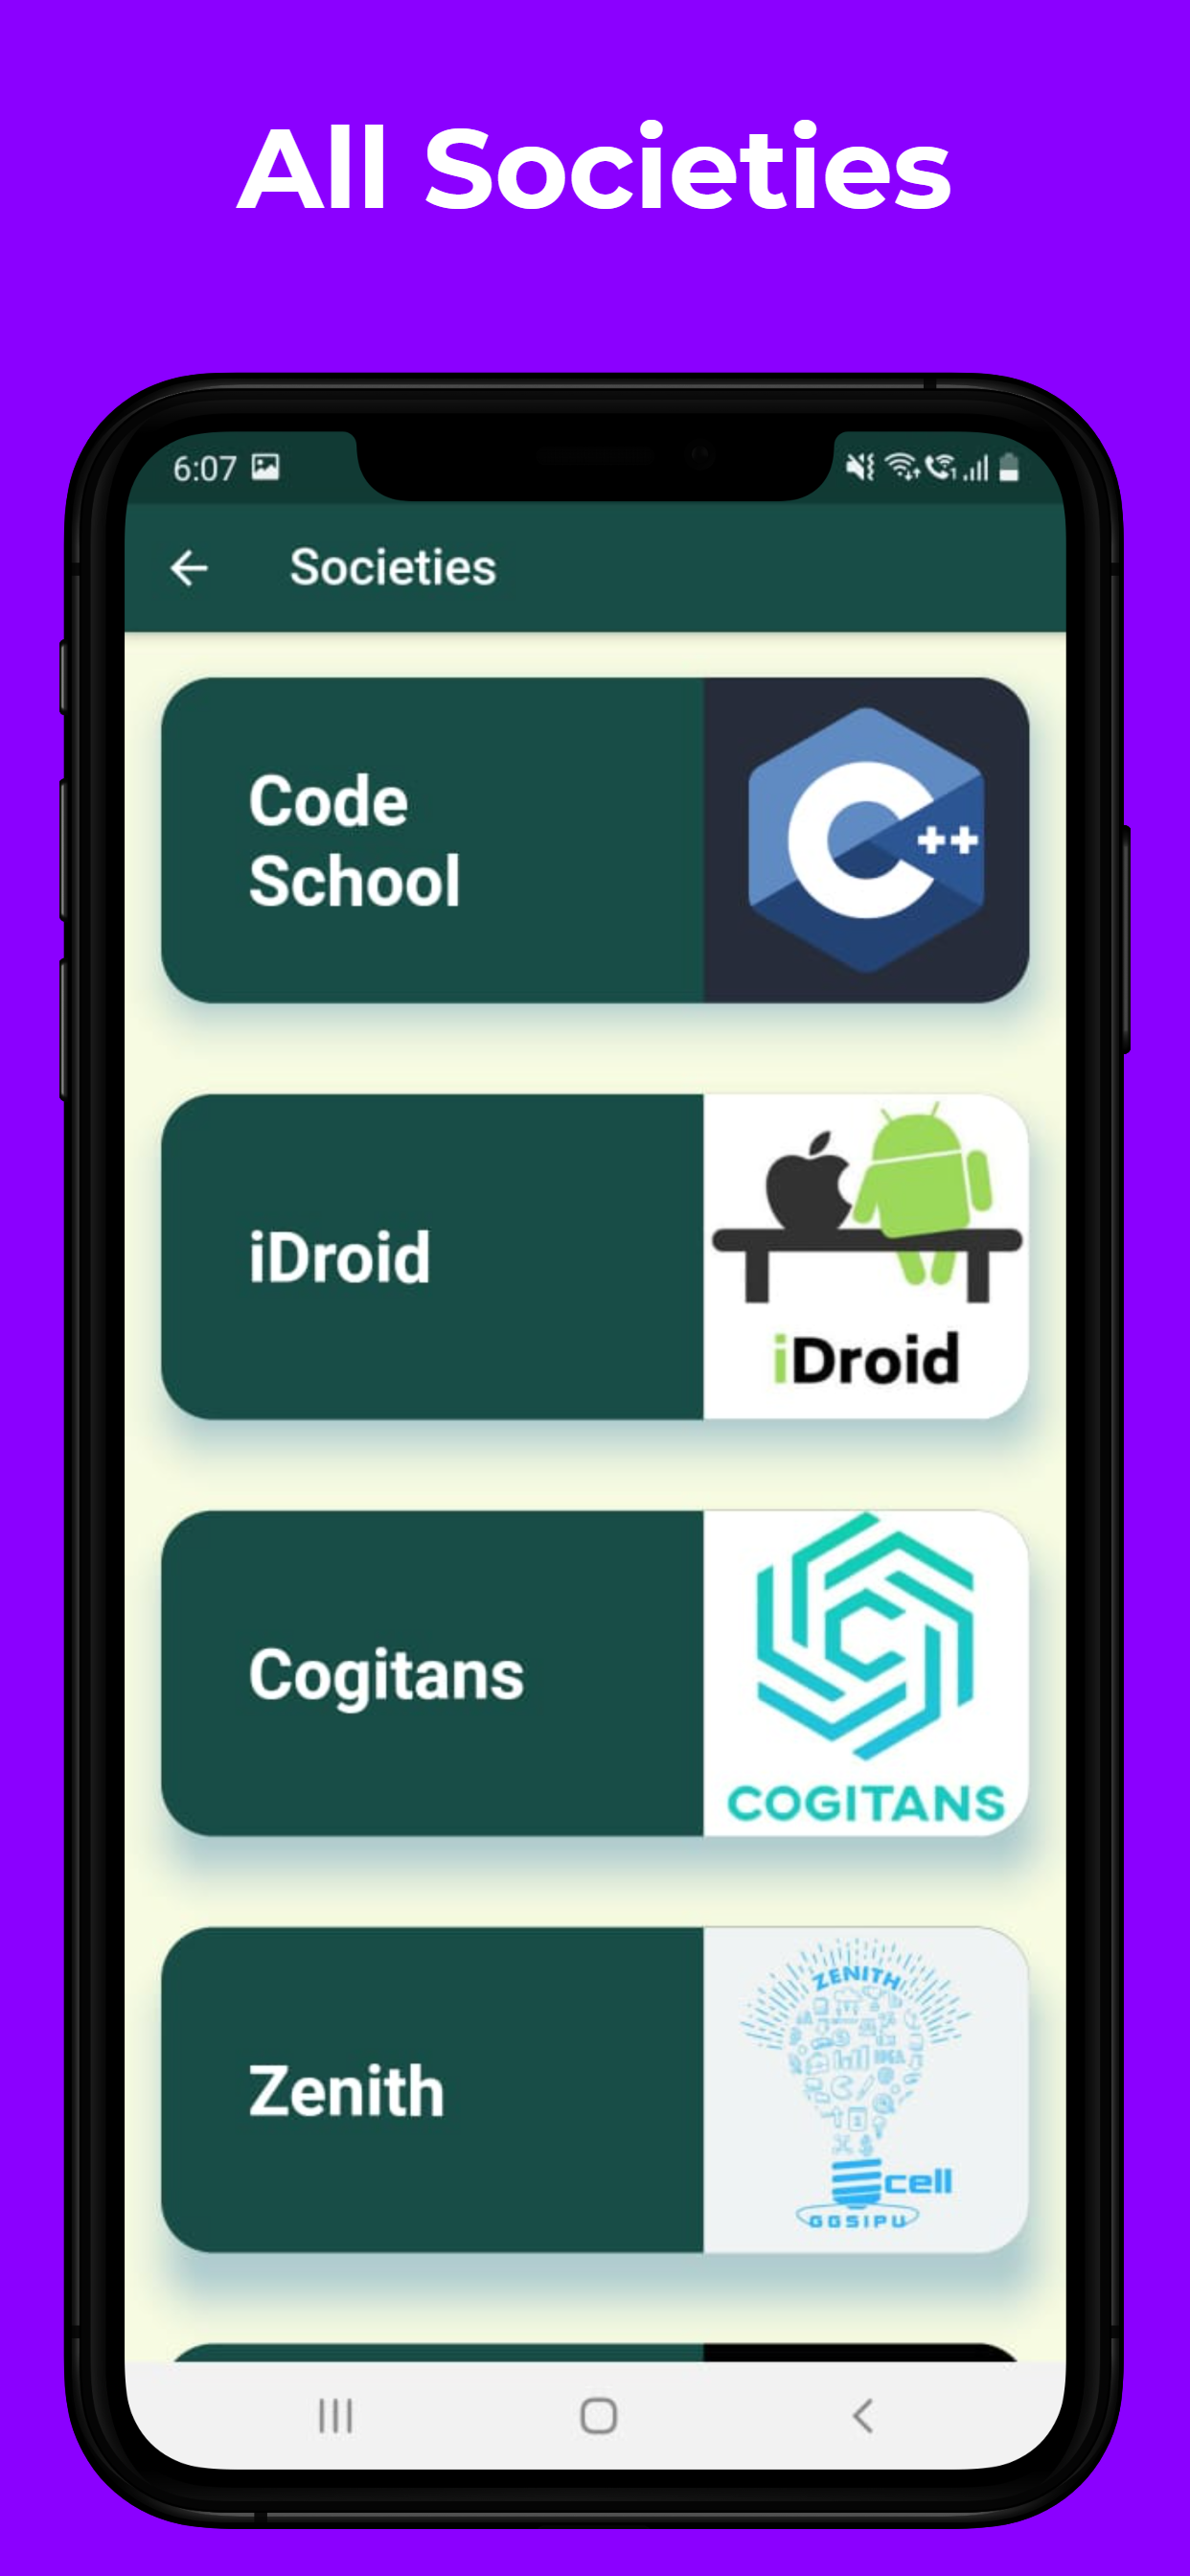 All Societies
6:07
Societies
Code
School
C++
iDroid
iDroid
Cogitans
COGITANS
Zenith
ZENITH
IDEA
cell
GGSIPU